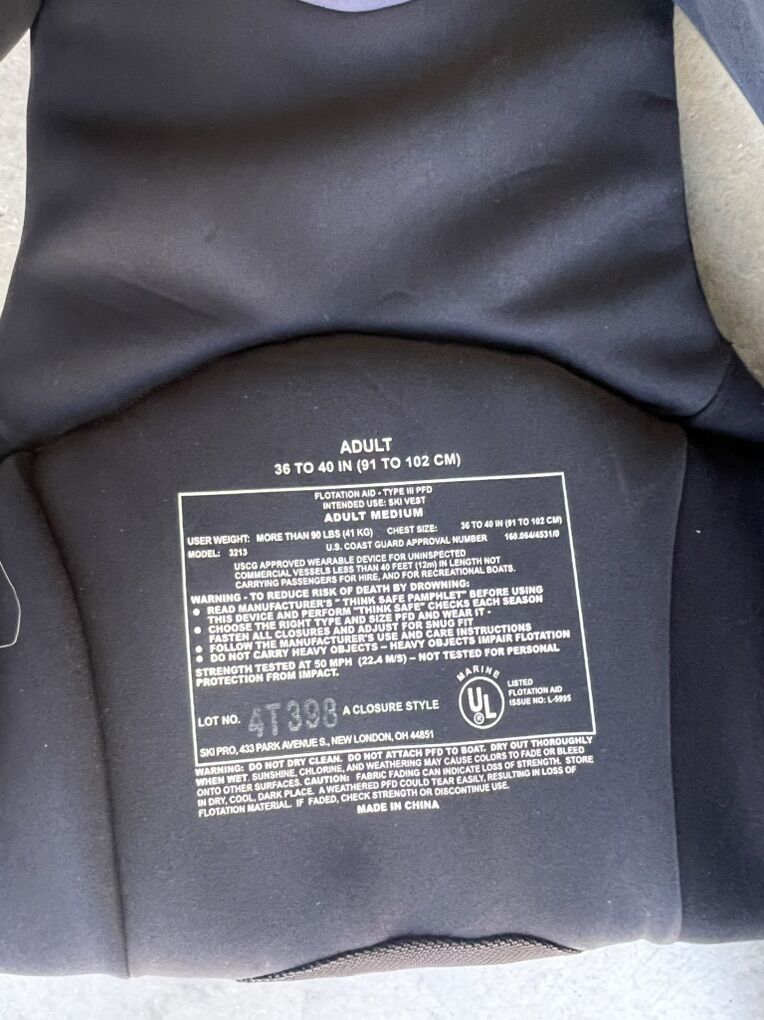 ADULT
36 TO 40 IN (91 TO 102 CM)
FLOTATION AID - TYPE III PFD
INTENDED USE: SKI VEST
ADULT MEDIUM
USER WEIGHT: MORE THAN 90 LBS (41 KG) CHEST SIZE: 36 TO 40 IN (91 TO 102 CM)
MODEL: 3213 U.S. COAST GUARD APPROVAL NUMBER 160.064/4531/0
USCG APPROVED WEARABLE DEVICE FOR UNINSPECTED
COMMERCIAL VESSELS LESS THAN 40 FEET (12m) IN LENGTH NOT
CARRYING PASSENGERS FOR HIRE, AND FOR RECREATIONAL BOATS.
WARNING - TO REDUCE RISK OF DEATH BY DROWNING:
• READ MANUFACTURER'S "THINK SAFE PAMPHLET" BEFORE USING
THIS DEVICE AND PERFORM "THINK SAFE" CHECKS EACH SEASON
• CHOOSE THE RIGHT TYPE AND SIZE PFD AND WEAR IT -
FASTEN ALL CLOSURES AND ADJUST FOR SNUG FIT
• FOLLOW THE MANUFACTURER'S USE AND CARE INSTRUCTIONS
• DO NOT CARRY HEAVY OBJECTS – HEAVY OBJECTS IMPAIR FLOTATION
STRENGTH TESTED AT 50 MPH (22.4 M/S) – NOT TESTED FOR PERSONAL
PROTECTION FROM IMPACT.
LOT NO. 4T398 A CLOSURE STYLE
MARINE
UL
®
LISTED
FLOTATION AID
ISSUE NO: L-5995
SKI PRO, 433 PARK AVENUE S., NEW LONDON, OH 44851
WARNING: DO NOT DRY CLEAN. DO NOT ATTACH PFD TO BOAT. DRY OUT THOROUGHLY
WHEN WET. SUNSHINE, CHLORINE, AND WEATHERING MAY CAUSE COLORS TO FADE OR BLEED
ONTO OTHER SURFACES. CAUTION: FABRIC FADING CAN INDICATE LOSS OF STRENGTH. STORE
IN DRY, COOL, DARK PLACE. A WEATHERED PFD COULD TEAR EASILY, RESULTING IN LOSS OF
FLOTATION MATERIAL. IF FADED, CHECK STRENGTH OR DISCONTINUE USE.
MADE IN CHINA